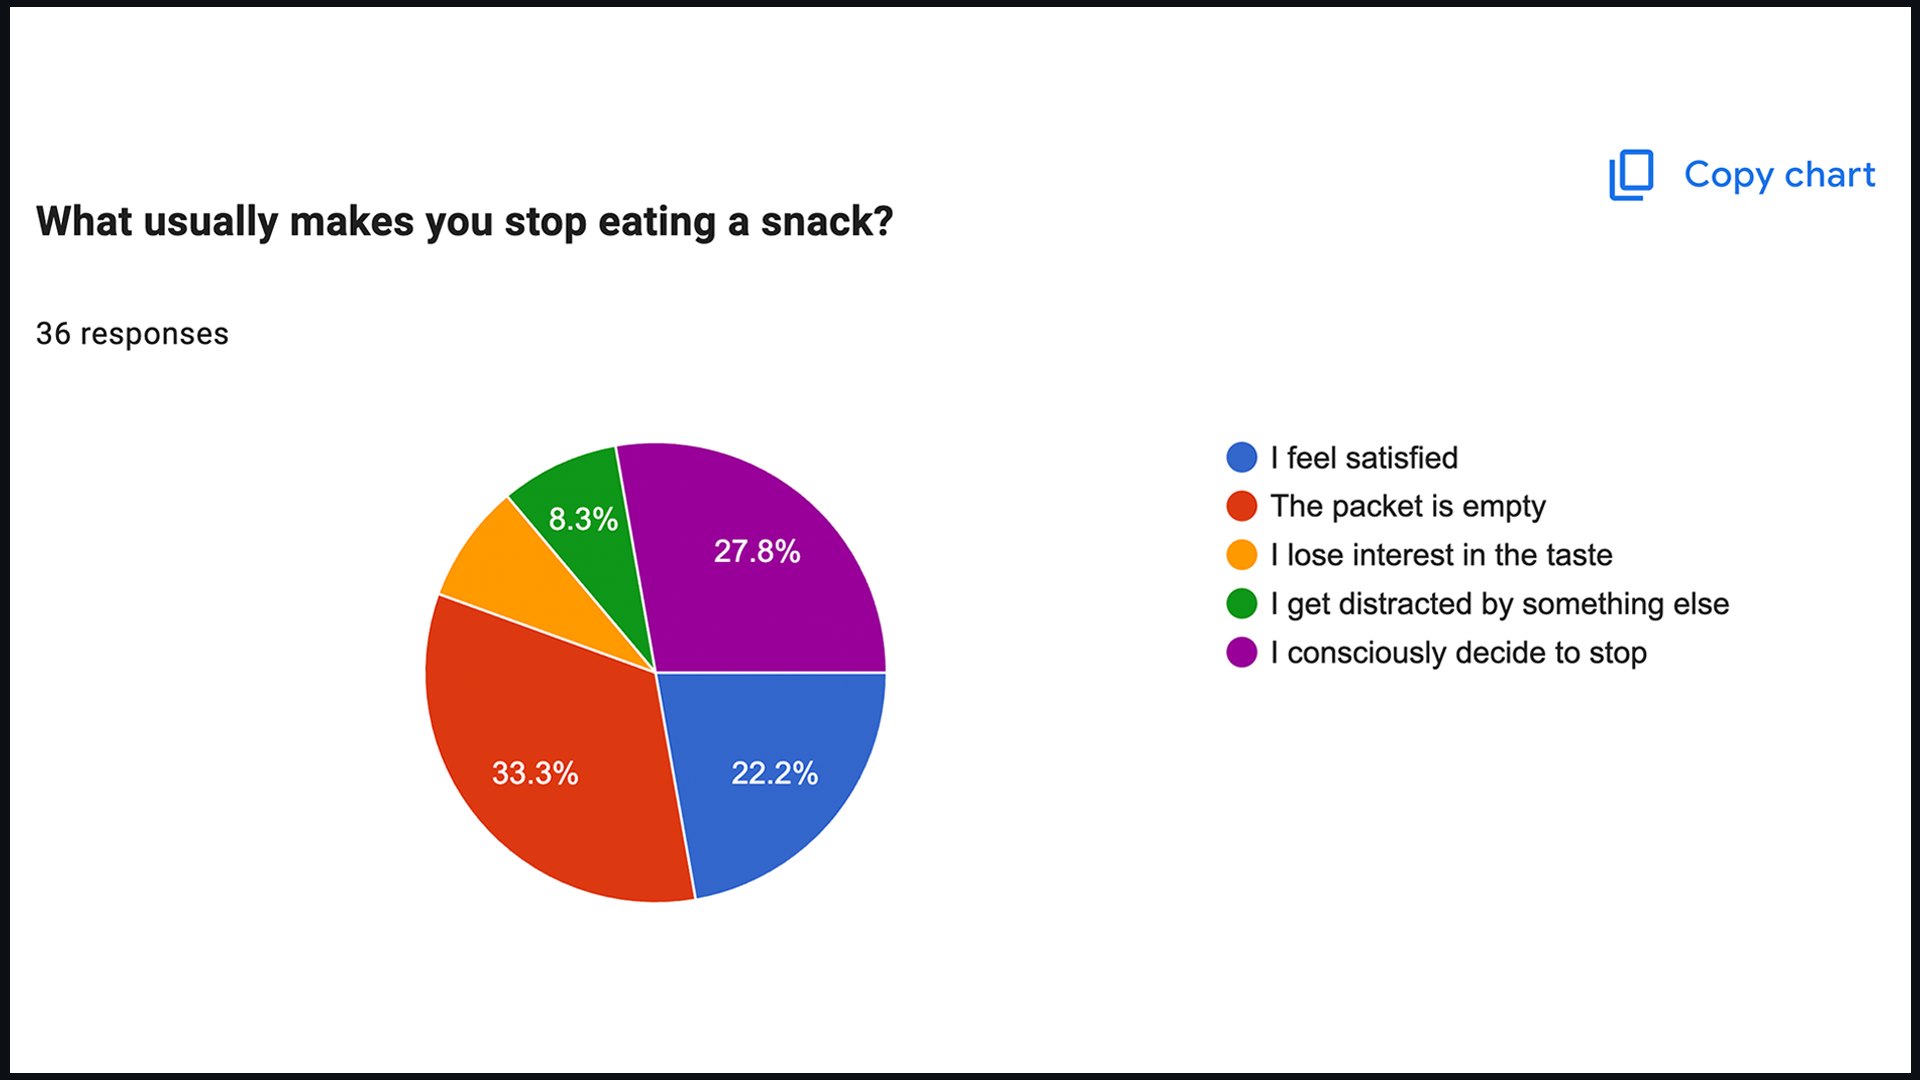 Copy chart
What usually makes you stop eating a snack?
36 responses
8.3%
27.8%
33.3%
22.2%
I feel satisfied
The packet is empty
I lose interest in the taste
I get distracted by something else
I consciously decide to stop